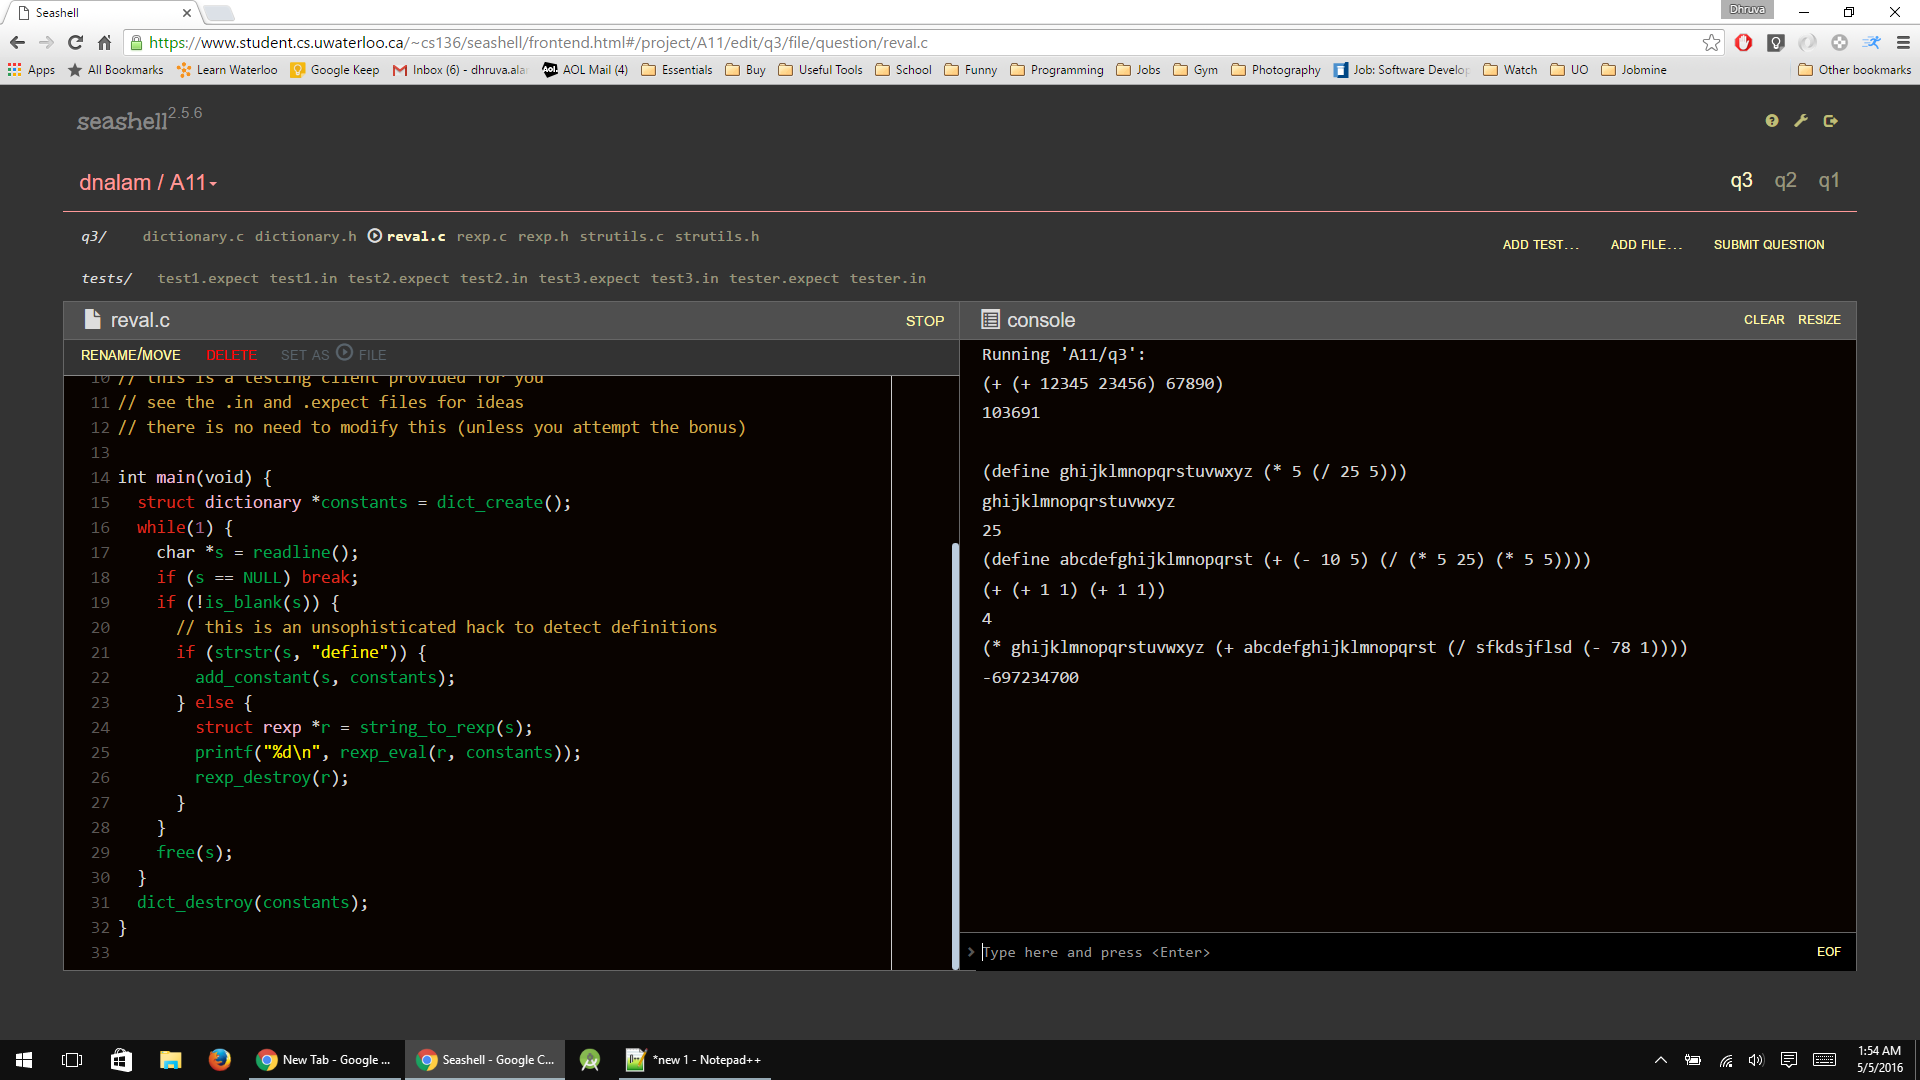 Seashell
Dhruva
https://www.student.cs.uwaterloo.ca/~cs136/seashell/frontend.html#/project/A11/edit/q3/file/question/reval.c
Apps All Bookmarks Learn Waterloo Google Keep Inbox (6) - dhruva.ala AOL Mail (4) Essentials Buy Useful Tools School Funny Programming Jobs Gym Photography Job: Software Develop Watch UO Jobmine Other bookmarks
seashell 2.5.6
dnalam / A11
q3 q2 q1
q3/ dictionary.c dictionary.h reval.c rexp.c rexp.h strutils.c strutils.h
ADD TEST... ADD FILE... SUBMIT QUESTION
tests/ test1.expect test1.in test2.expect test2.in test3.expect test3.in tester.expect tester.in
reval.c STOP
RENAME/MOVE DELETE SET AS FILE
10 // this is a testing client provided for you
11 // see the .in and .expect files for ideas
12 // there is no need to modify this (unless you attempt the bonus)
13
14 int main(void) {
15 struct dictionary *constants = dict_create();
16 while(1) {
17 char *s = readline();
18 if (s == NULL) break;
19 if (!is_blank(s)) {
20 // this is an unsophisticated hack to detect definitions
21 if (strstr(s, "define")) {
22 add_constant(s, constants);
23 } else {
24 struct rexp *r = string_to_rexp(s);
25 printf("%d\n", rexp_eval(r, constants));
26 rexp_destroy(r);
27 }
28 }
29 free(s);
30 }
31 dict_destroy(constants);
32 }
33
console CLEAR RESIZE
Running 'A11/q3':
(+ (+ 12345 23456) 67890)
103691
(define ghijklmnopqrstuvwxyz (* 5 (/ 25 5)))
ghijklmnopqrstuvwxyz
25
(define abcdefghijklmnopqrst (+ (- 10 5) (/ (* 5 25) (* 5 5))))
(+ (+ 1 1) (+ 1 1))
4
(* ghijklmnopqrstuvwxyz (+ abcdefghijklmnopqrst (/ sfkdsjflsd (- 78 1))))
-697234700
> Type here and press <Enter> EOF
New Tab - Google ... Seashell - Google C... *new 1 - Notepad++
1:54 AM
5/5/2016